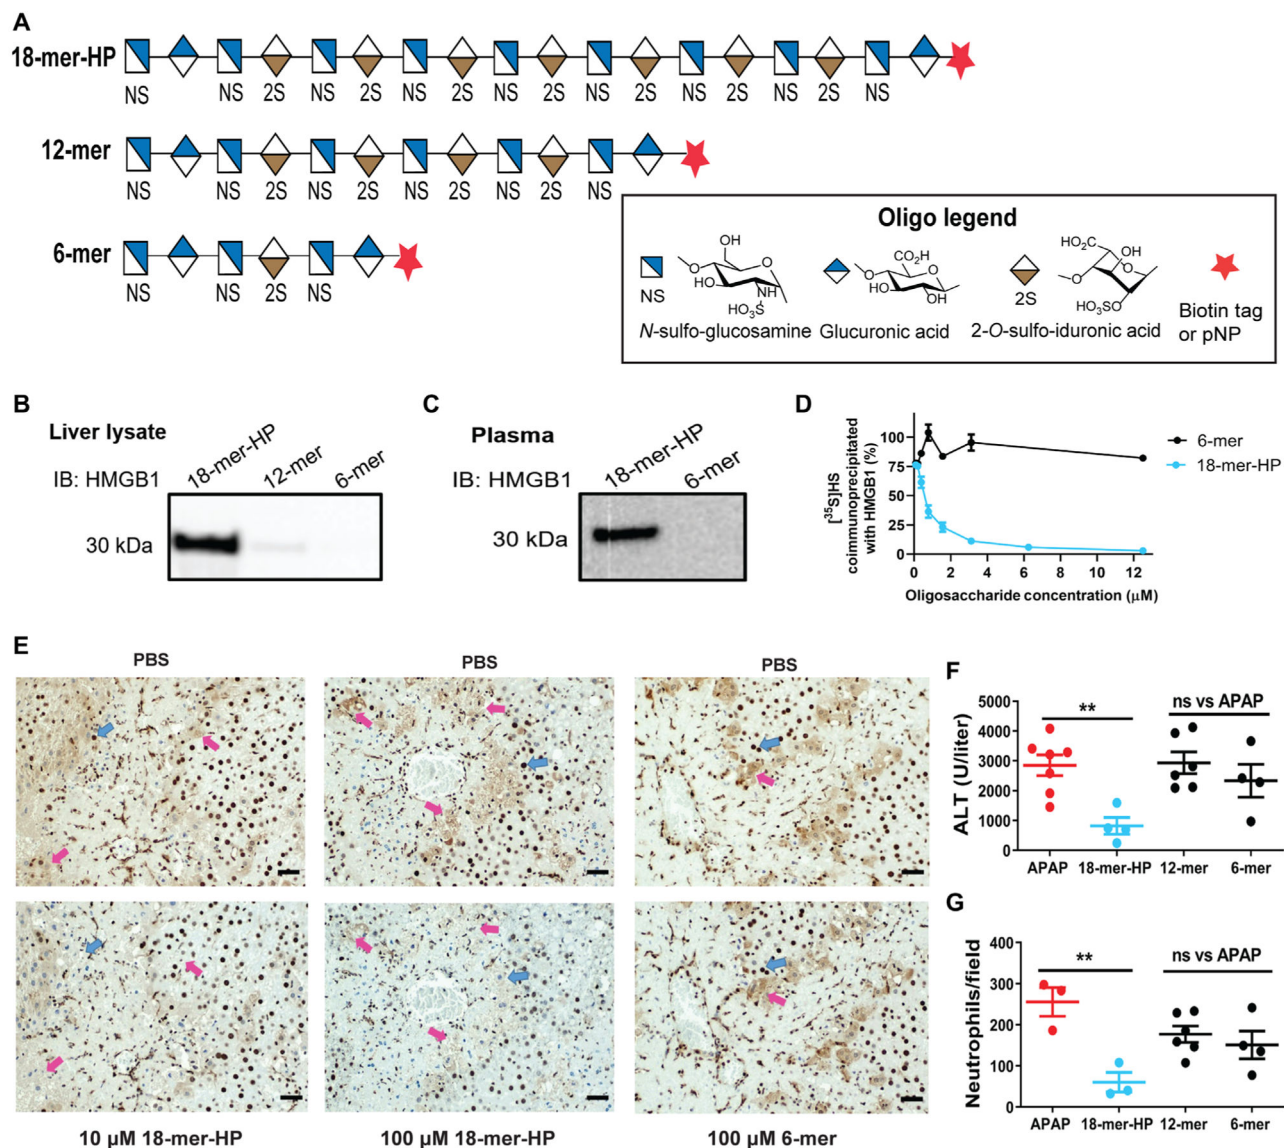 A
18-mer-HP
NS NS 2S NS 2S NS 2S NS 2S NS 2S NS 2S NS 2S NS
12-mer
NS NS 2S NS 2S NS 2S NS 2S NS
6-mer
NS NS 2S NS
Oligo legend
NS
OH
O
HO
O
NH
HO₃S
N-sulfo-glucosamine
CO₂H
O
HO
O
OH
Glucuronic acid
2S
HO₂C
OH
O
O
HO₃SO
2-O-sulfo-iduronic acid
Biotin tag
or pNP
B
Liver lysate
IB: HMGB1
18-mer-HP
12-mer
6-mer
30 kDa
C
Plasma
IB: HMGB1
18-mer-HP
6-mer
30 kDa
D
[³⁵S]HS
coimmunoprecipitated
with HMGB1 (%)
100
75
50
25
0
0 2 4 6 8 10 12
Oligosaccharide concentration (µM)
6-mer
18-mer-HP
E
PBS
PBS
PBS
10 µM 18-mer-HP
100 µM 18-mer-HP
100 µM 6-mer
F
ALT (U/liter)
5000
4000
3000
2000
1000
0
**
ns vs APAP
APAP 18-mer-HP 12-mer 6-mer
G
Neutrophils/field
400
300
200
100
0
**
ns vs APAP
APAP 18-mer-HP 12-mer 6-mer